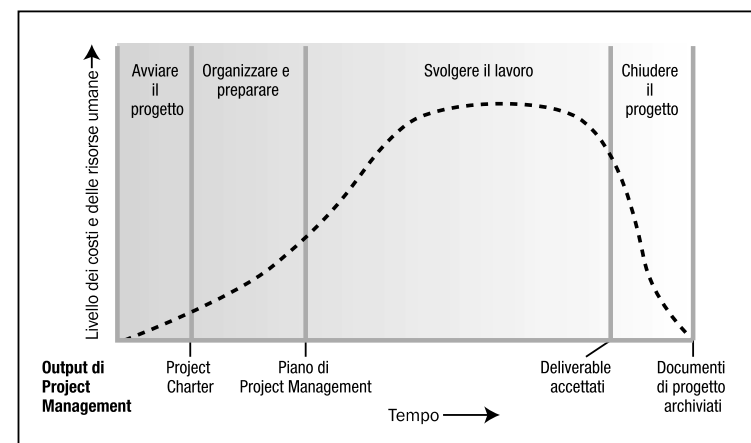 Livello dei costi e delle risorse umane
Avviare
il
progetto
Organizzare e
preparare
Svolgere il lavoro
Chiudere
il
progetto
Output di
Project
Management
Project
Charter
Piano di
Project Management
Deliverable
accettati
Documenti
di progetto
archiviati
Tempo